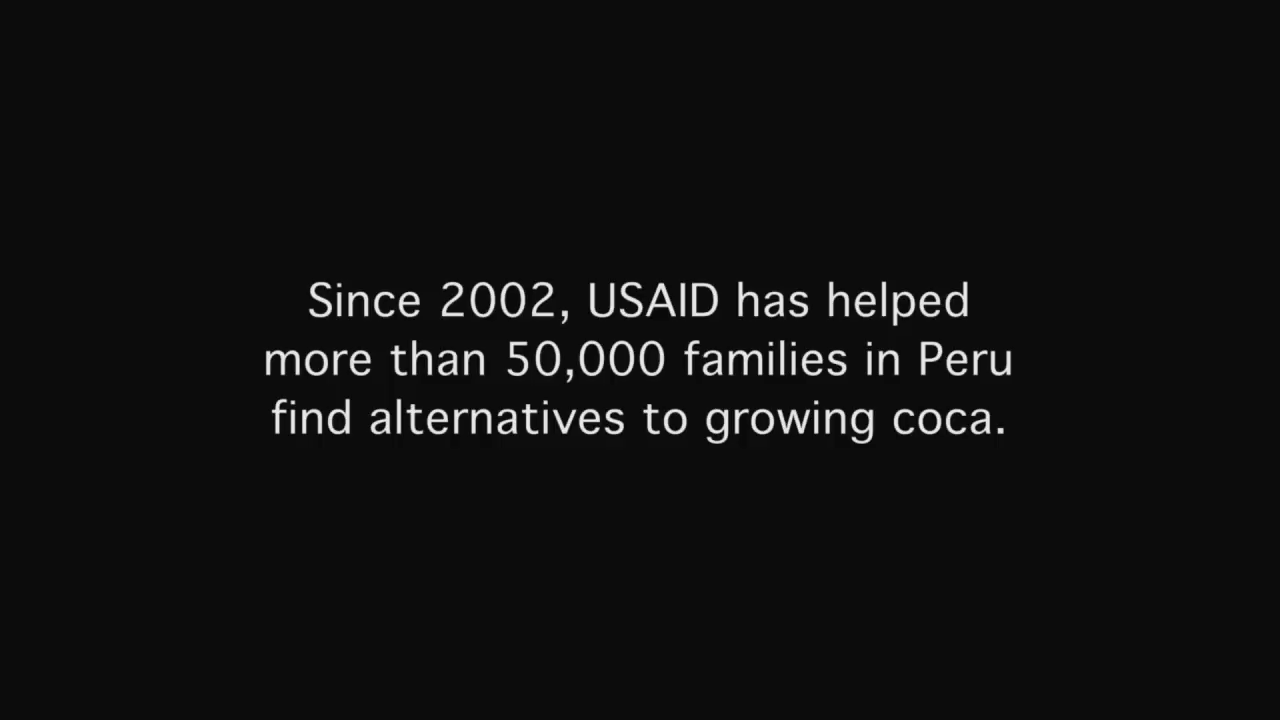 Since 2002, USAID has helped
more than 50,000 families in Peru
find alternatives to growing coca.